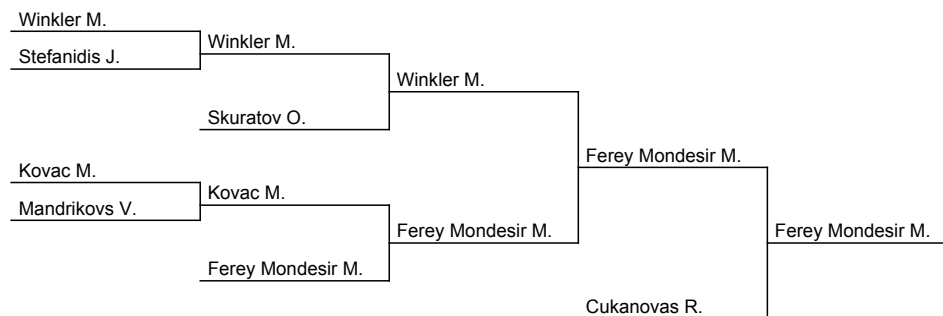 Winkler M.
Stefanidis J.
Winkler M.
Winkler M.
Skuratov O.
Ferey Mondesir M.
Kovac M.
Mandrikovs V.
Kovac M.
Ferey Mondesir M.
Ferey Mondesir M.
Ferey Mondesir M.
Cukanovas R.